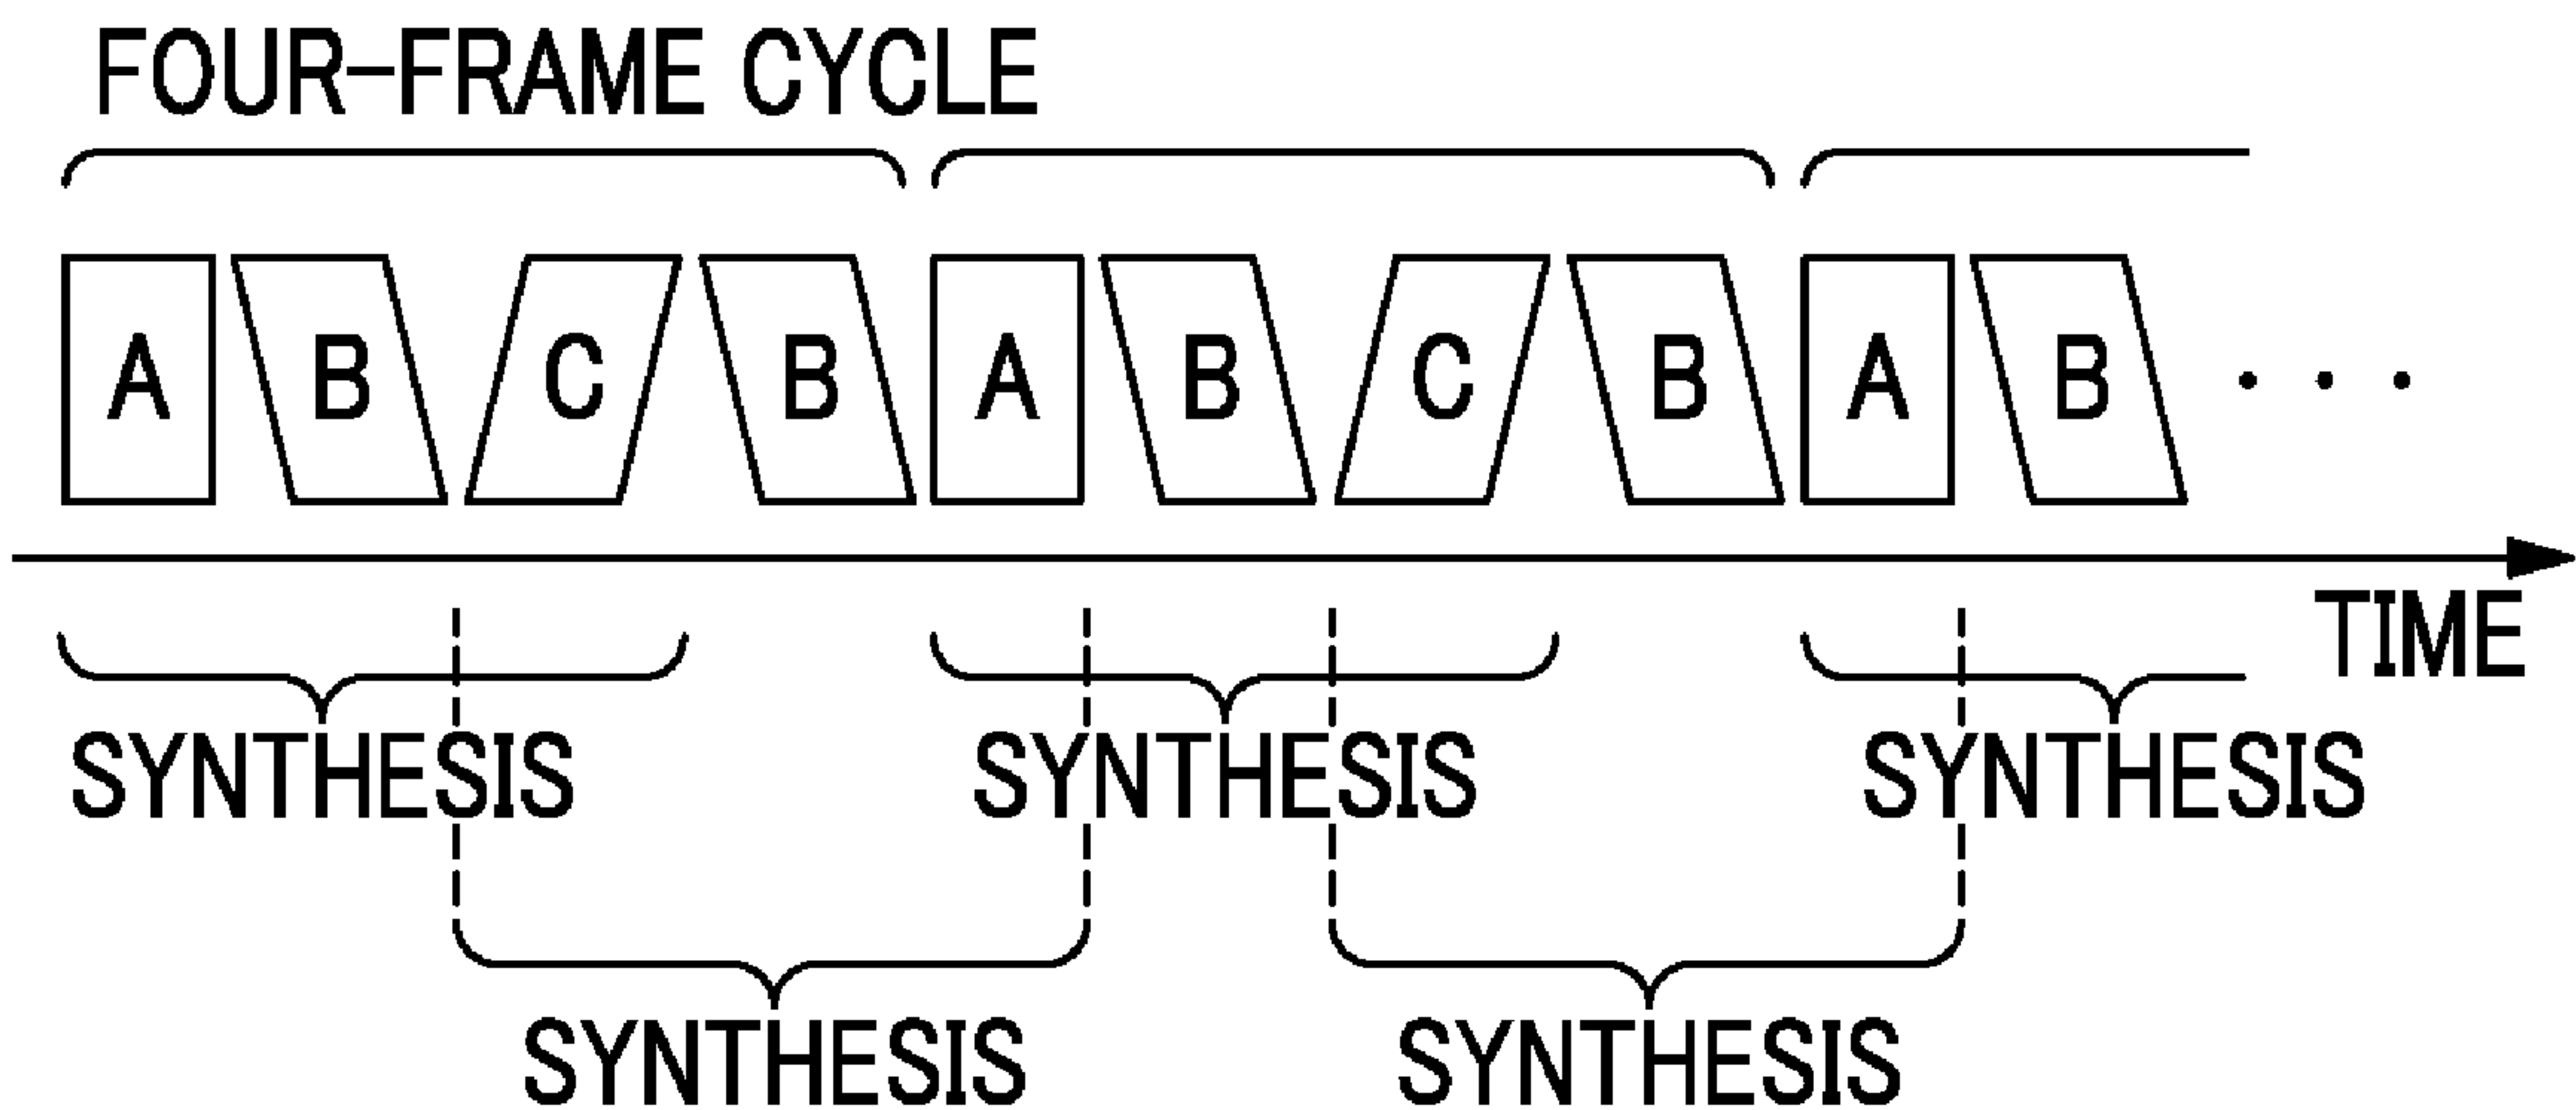 FOUR-FRAME CYCLE
A B C B A B C B A B ・・・
TIME
SYNTHESIS SYNTHESIS SYNTHESIS
SYNTHESIS SYNTHESIS